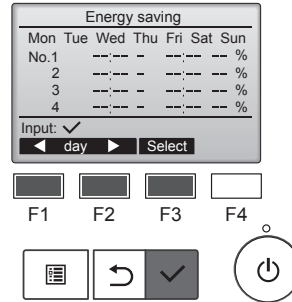 Energy saving
Mon Tue Wed Thu Fri Sat Sun
No.1 --:-- - --:-- -- %
2 --:-- - --:-- -- %
3 --:-- - --:-- -- %
4 --:-- - --:-- -- %
Input: ✓
◀ day ▶ Select
F1 F2 F3 F4